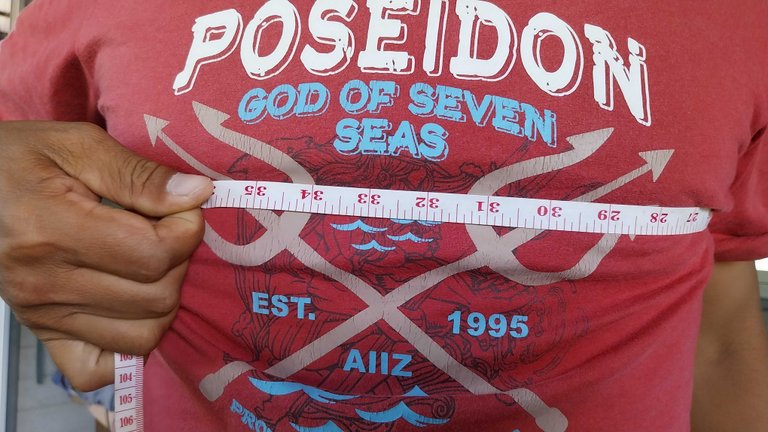 POSEIDON
GOD OF SEVEN
SEAS
35 34 33 32 31 30 29 28 27
EST. 1995
AIIZ
103
104
105
106